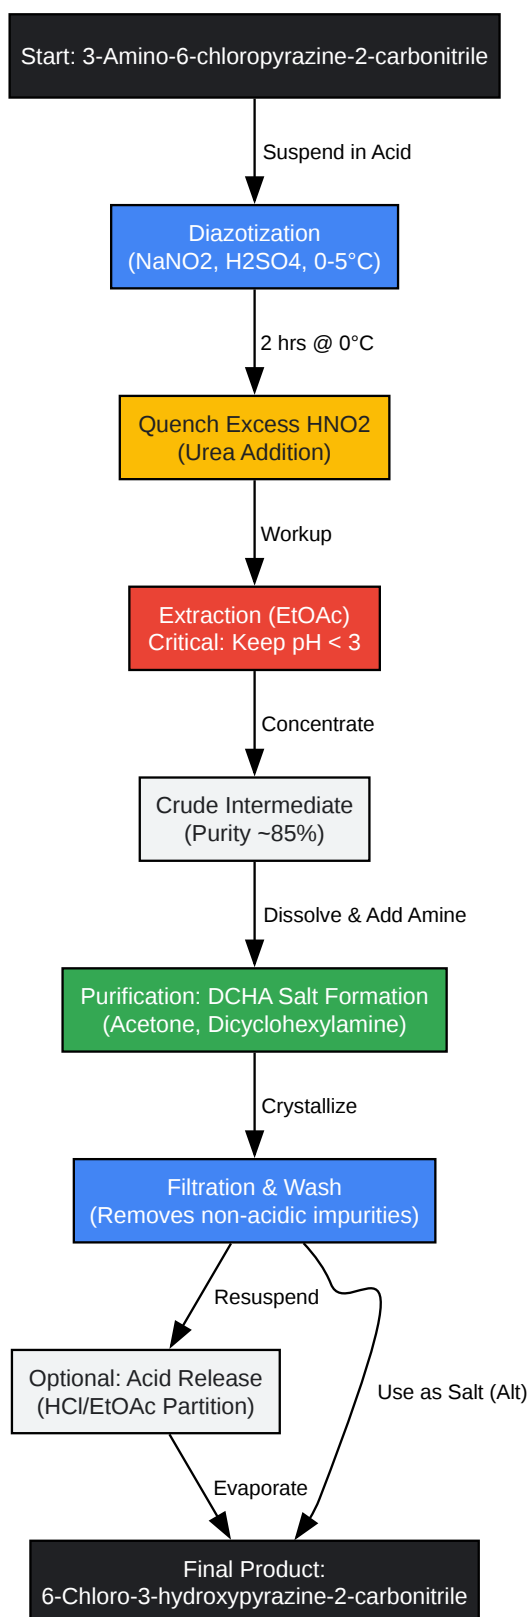 Start: 3-Amino-6-chloropyrazine-2-carbonitrile
Suspend in Acid
Diazotization
(NaNO2, H2SO4, 0-5°C)
2 hrs @ 0°C
Quench Excess HNO2
(Urea Addition)
Workup
Extraction (EtOAc)
Critical: Keep pH < 3
Concentrate
Crude Intermediate
(Purity ~85%)
Dissolve & Add Amine
Purification: DCHA Salt Formation
(Acetone, Dicyclohexylamine)
Crystallize
Filtration & Wash
(Removes non-acidic impurities)
Resuspend
Optional: Acid Release
(HCl/EtOAc Partition)
Use as Salt (Alt)
Evaporate
Final Product:
6-Chloro-3-hydroxypyrazine-2-carbonitrile